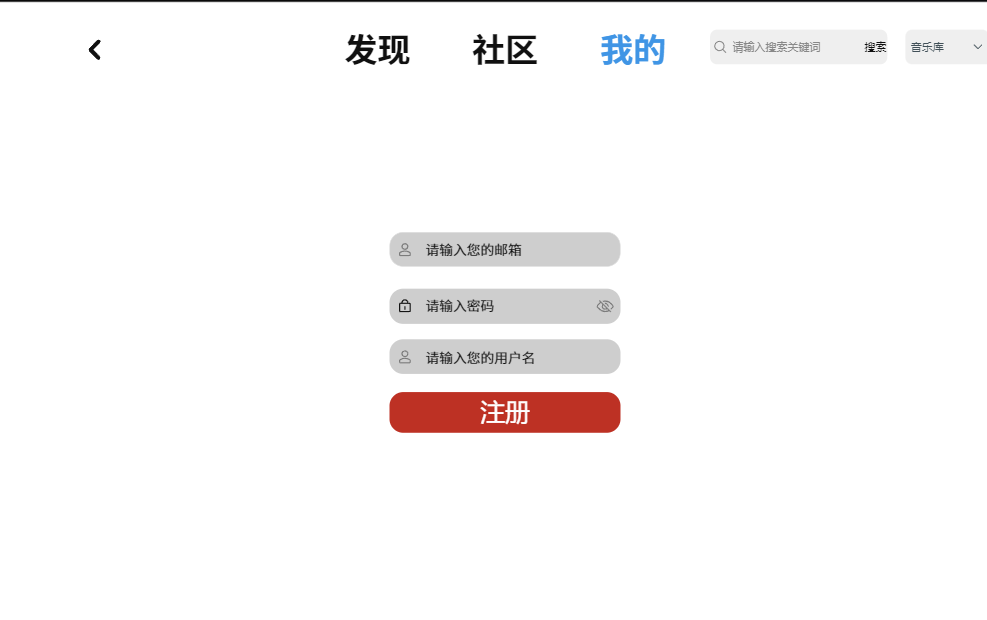 发现 社区 我的 请输入搜索关键词 搜索 音乐库
请输入您的邮箱
请输入密码
请输入您的用户名
注册